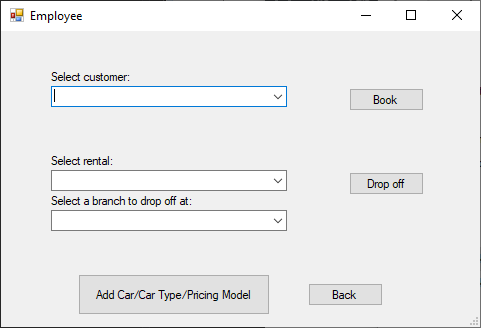 Employee
Select customer:
Book
Select rental:
Drop off
Select a branch to drop off at:
Add Car/Car Type/Pricing Model
Back